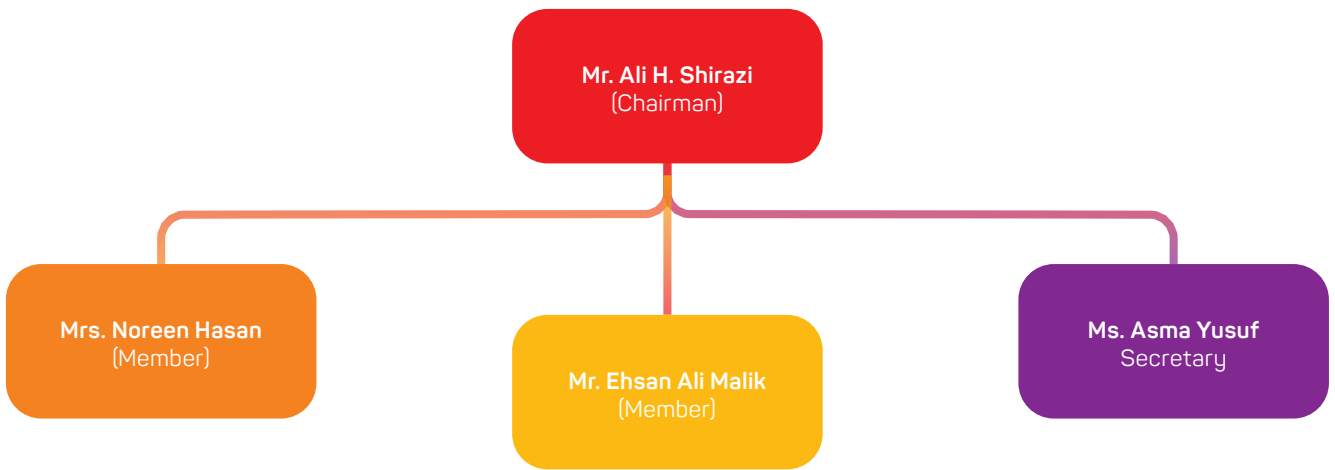 Mr. Ali H. Shirazi
(Chairman)
Mrs. Noreen Hasan
(Member)
Mr. Ehsan Ali Malik
(Member)
Ms. Asma Yusuf
Secretary